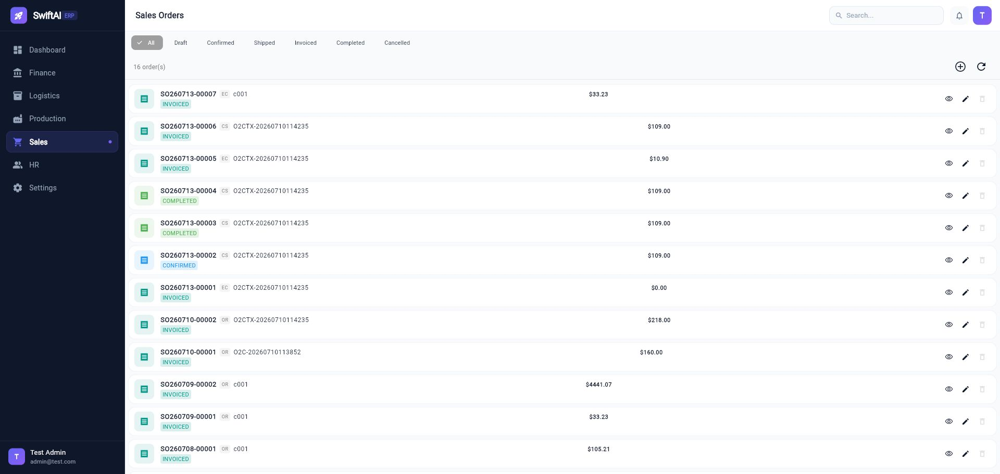 SwiftAI ERP
Sales Orders
Search...
T
Dashboard
Finance
Logistics
Production
Sales
HR
Settings
All Draft Confirmed Shipped Invoiced Completed Cancelled
16 order(s)
SO260713-00007 EC c001 $33.23
INVOICED
SO260713-00006 CS O2CTX-20260710114235 $109.00
INVOICED
SO260713-00005 EC O2CTX-20260710114235 $10.90
INVOICED
SO260713-00004 CS O2CTX-20260710114235 $109.00
COMPLETED
SO260713-00003 CS O2CTX-20260710114235 $109.00
COMPLETED
SO260713-00002 CS O2CTX-20260710114235 $109.00
CONFIRMED
SO260713-00001 EC O2CTX-20260710114235 $0.00
INVOICED
SO260710-00002 OR O2CTX-20260710114235 $218.00
INVOICED
SO260710-00001 OR O2C-20260710113852 $160.00
INVOICED
SO260709-00002 OR c001 $4441.07
INVOICED
SO260709-00001 OR c001 $33.23
INVOICED
SO260708-00001 OR c001 $105.21
INVOICED
T
Test Admin
admin@test.com